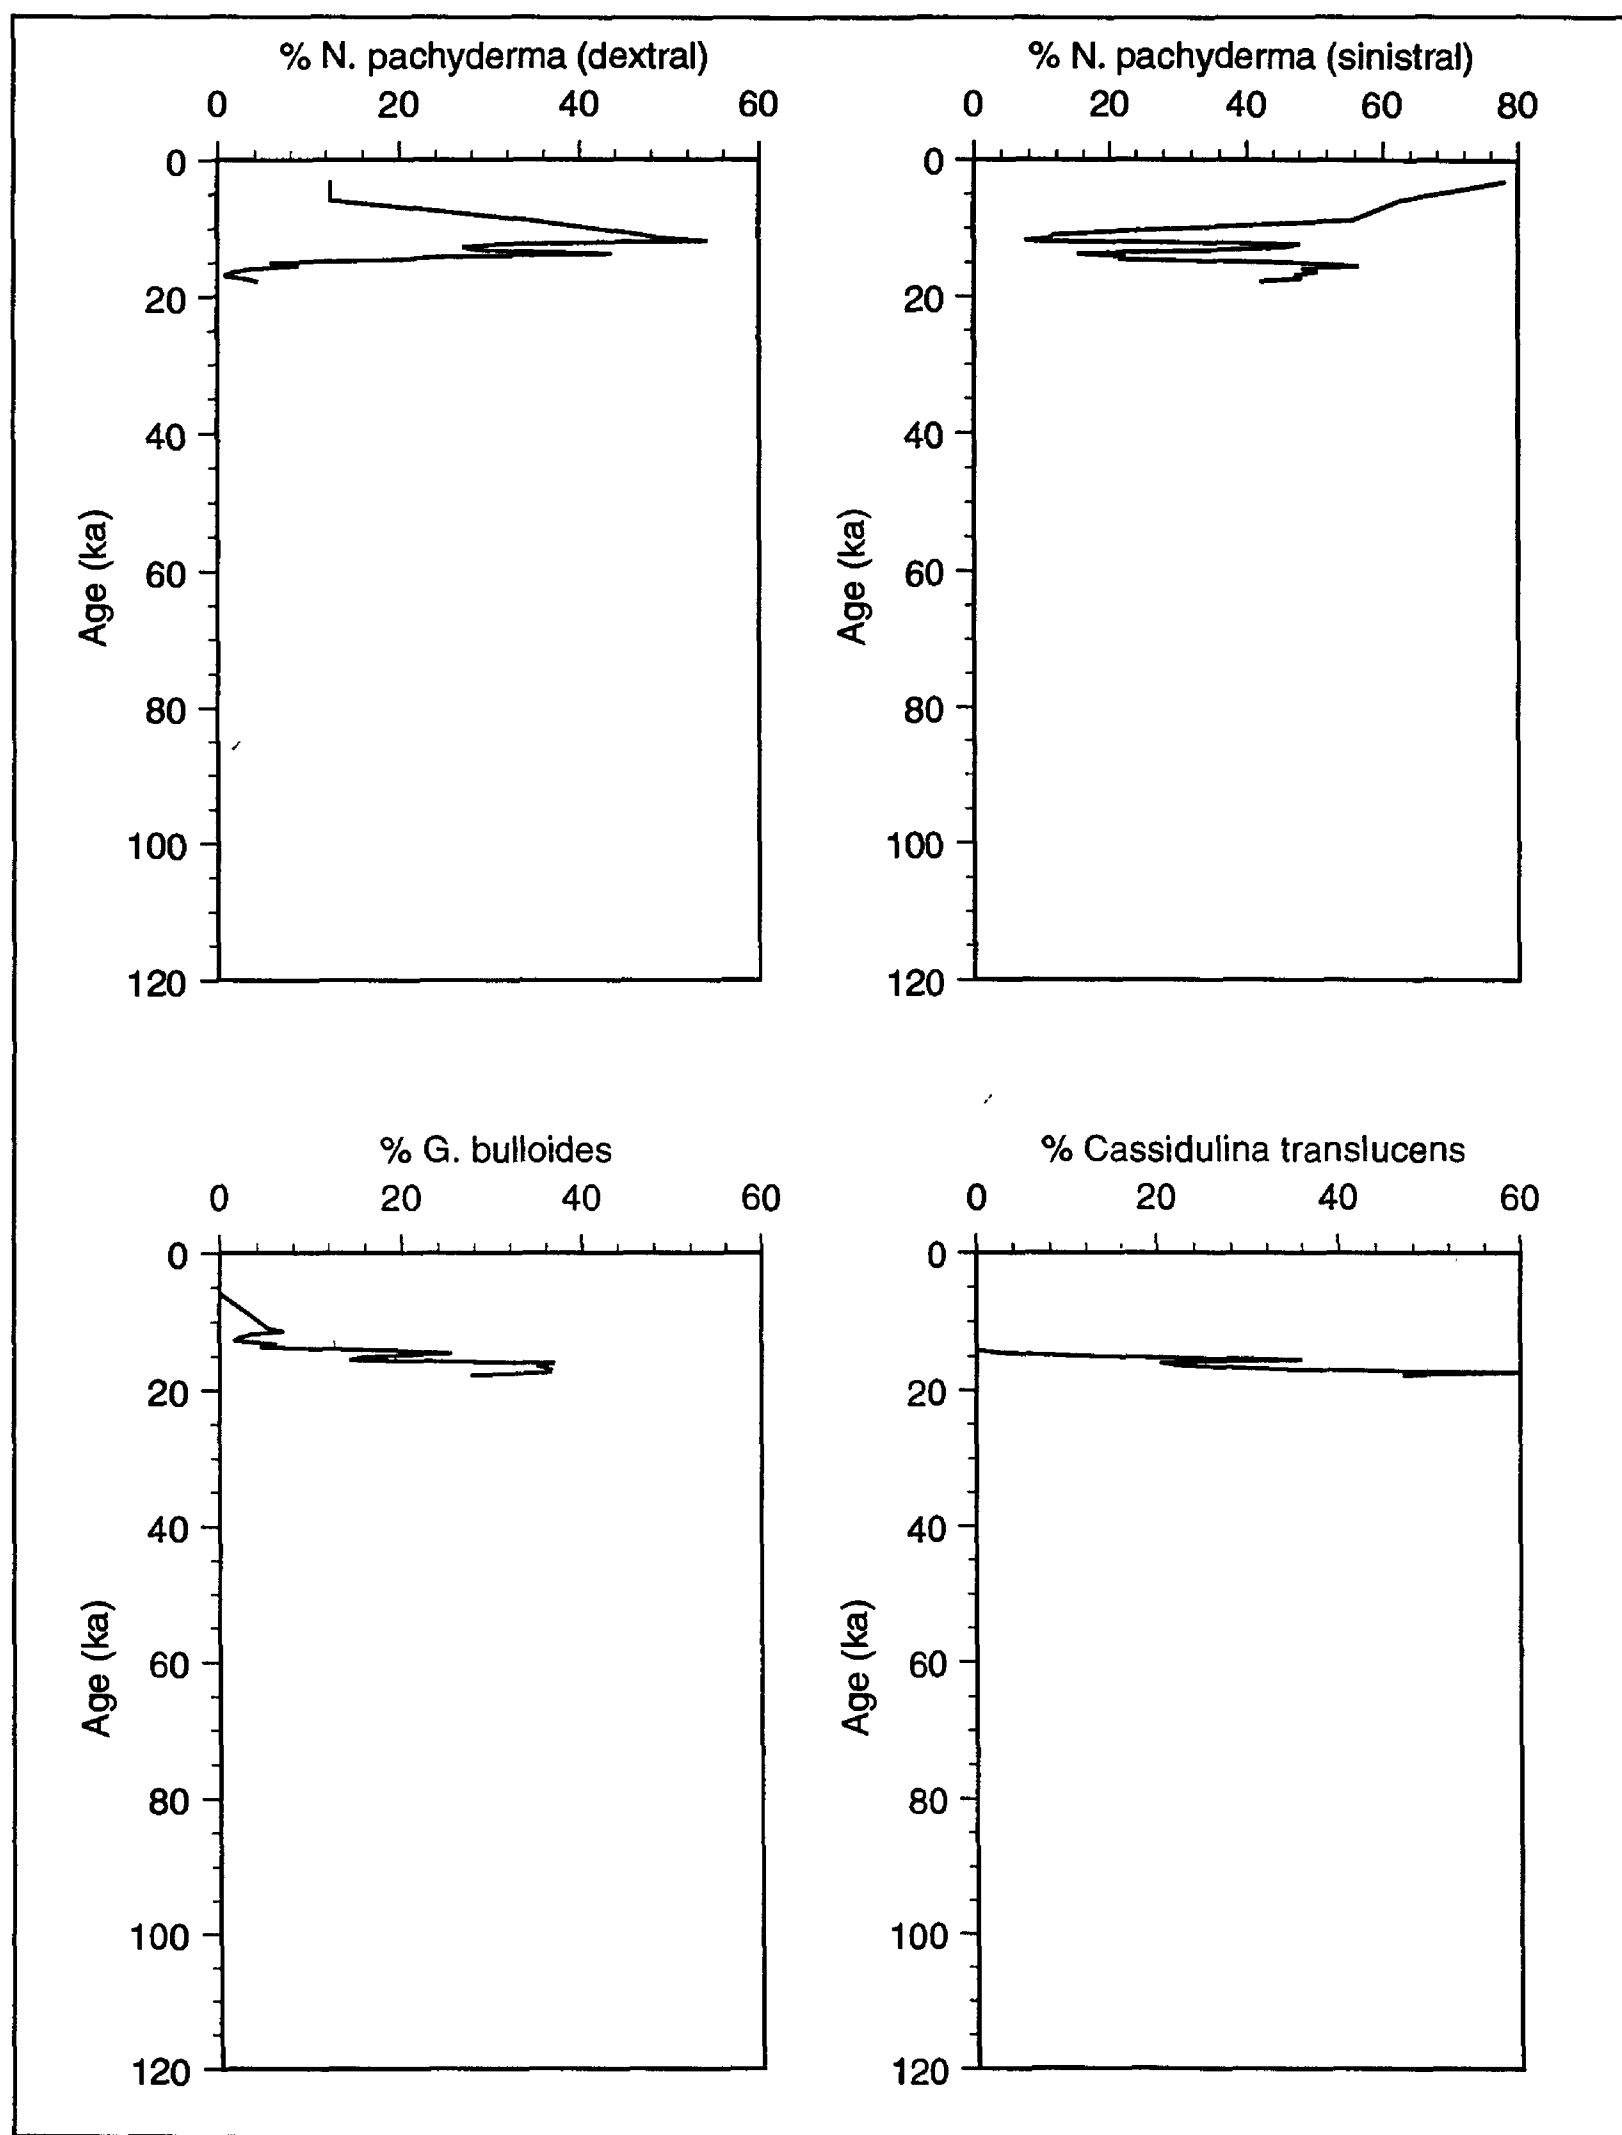 % N. pachyderma (dextral)
0 20 40 60
0
20
40
60
80
100
120
Age (ka)
% N. pachyderma (sinistral)
0 20 40 60 80
0
20
40
60
80
100
120
Age (ka)
% G. bulloides
0 20 40 60
0
20
40
60
80
100
120
Age (ka)
% Cassidulina translucens
0 20 40 60
0
20
40
60
80
100
120
Age (ka)